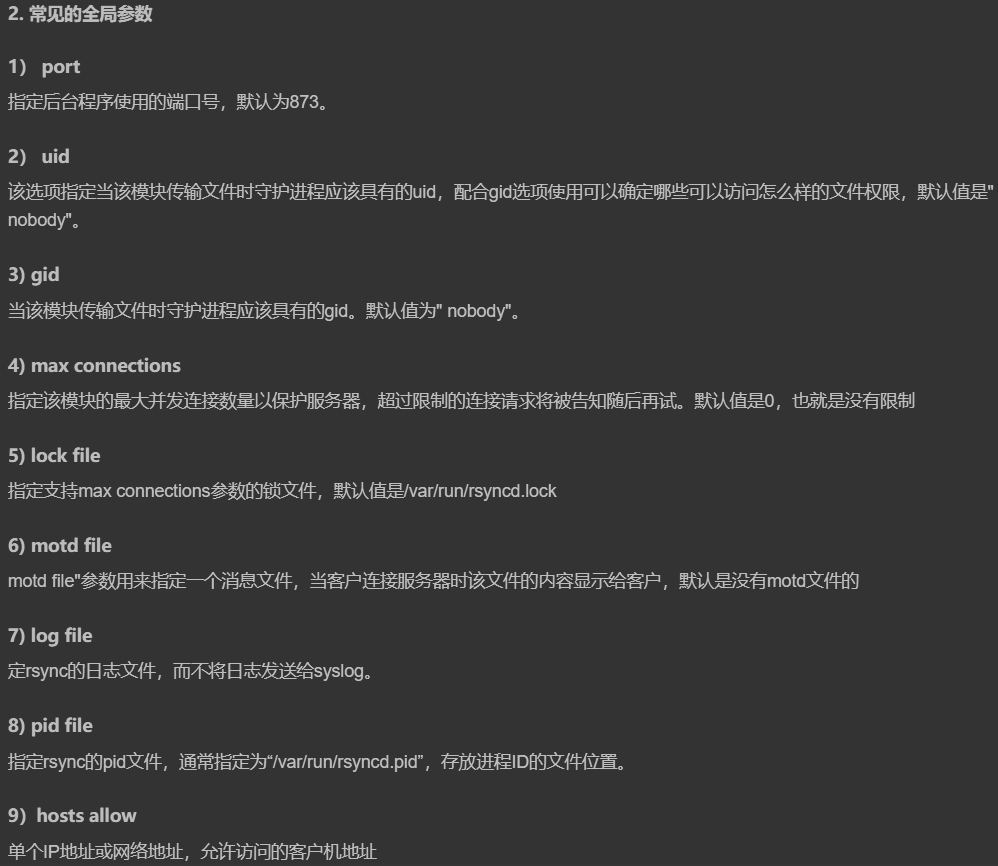 2. 常见的全局参数
1） port
指定后台程序使用的端口号，默认为873。
2） uid
该选项指定当该模块传输文件时守护进程应该具有的uid，配合gid选项使用可以确定哪些可以访问怎么样的文件权限，默认值是"
nobody"。
3) gid
当该模块传输文件时守护进程应该具有的gid。默认值为" nobody"。
4) max connections
指定该模块的最大并发连接数量以保护服务器，超过限制的连接请求将被告知随后再试。默认值是0，也就是没有限制
5) lock file
指定支持max connections参数的锁文件，默认值是/var/run/rsyncd.lock
6) motd file
motd file"参数用来指定一个消息文件，当客户连接服务器时该文件的内容显示给客户，默认是没有motd文件的
7) log file
定rsync的日志文件，而不将日志发送给syslog。
8) pid file
指定rsync的pid文件，通常指定为“/var/run/rsyncd.pid”，存放进程ID的文件位置。
9）hosts allow
单个IP地址或网络地址，允许访问的客户机地址